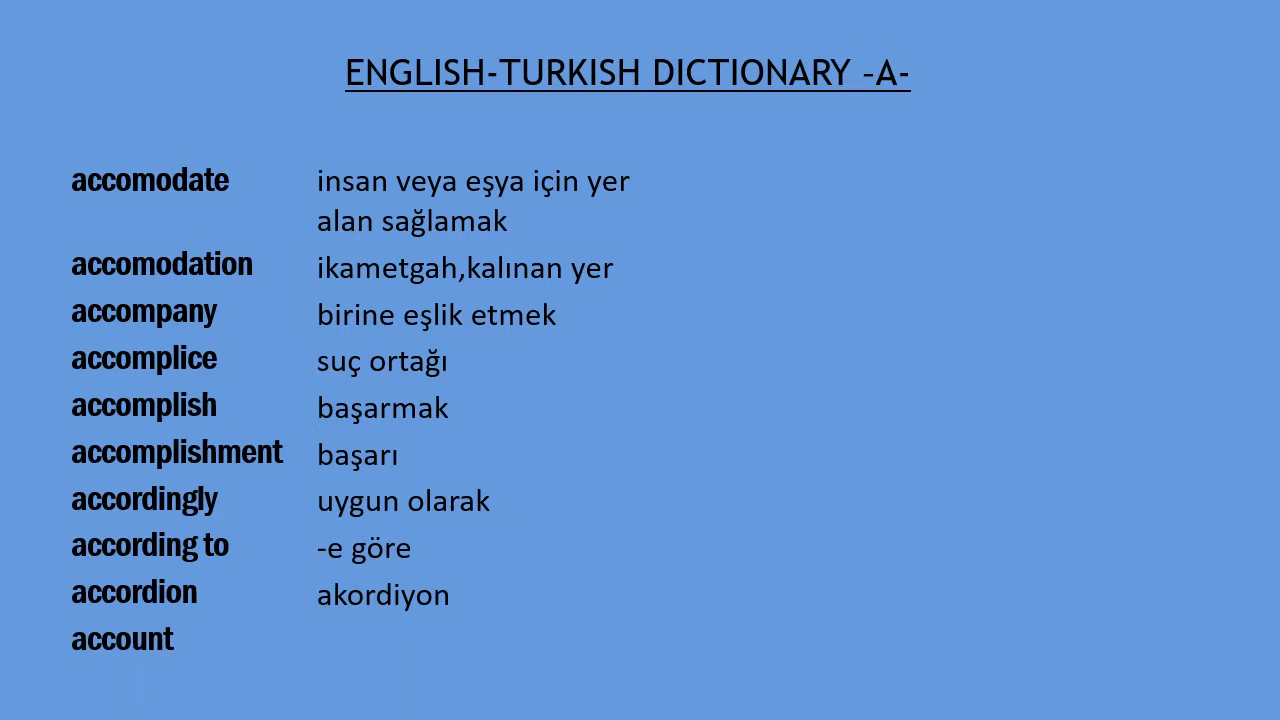 ENGLISH-TURKISH DICTIONARY –A-
accomodate insan veya eşya için yer
alan sağlamak
accomodation ikametgah,kalınan yer
accompany birine eşlik etmek
accomplice suç ortağı
accomplish başarmak
accomplishment başarı
accordingly uygun olarak
according to -e göre
accordion akordiyon
account